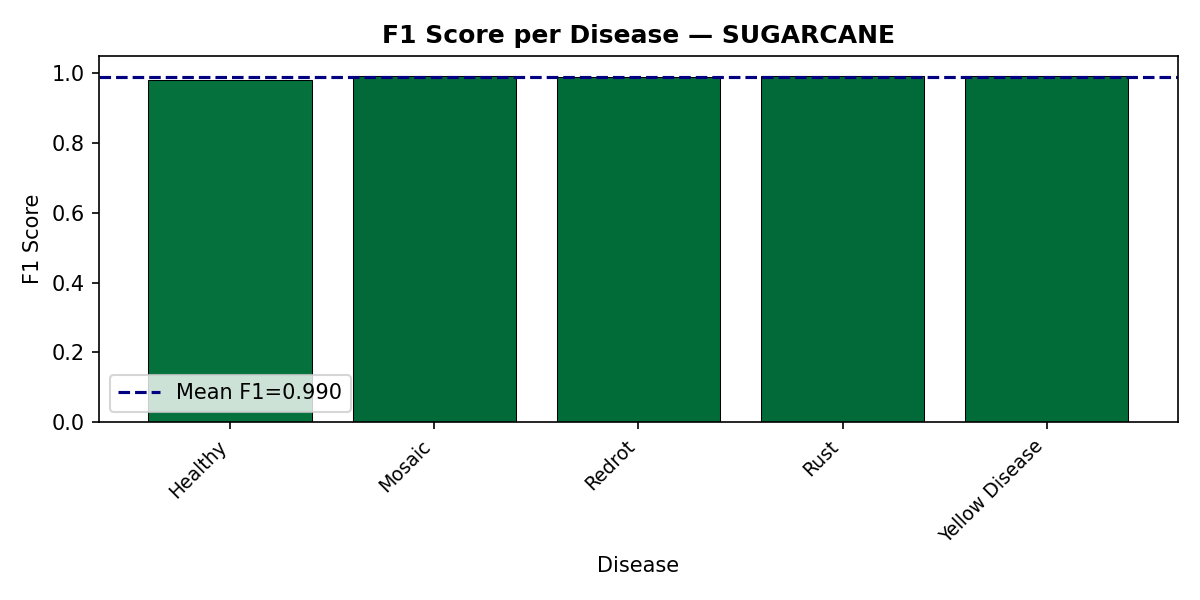 F1 Score per Disease — SUGARCANE
F1 Score
1.0
0.8
0.6
0.4
0.2
0.0
Mean F1=0.990
Healthy
Mosaic
Redrot
Rust
Yellow Disease
Disease